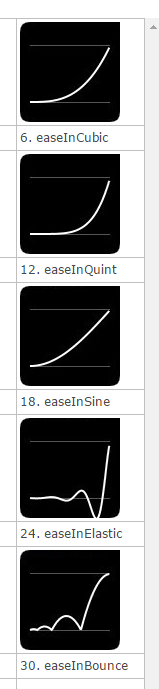 6. easeInCubic
12. easeInQuint
18. easeInSine
24. easeInElastic
30. easeInBounce